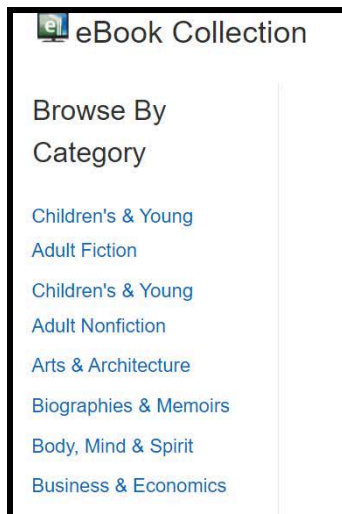 eBook Collection
Browse By
Category
Children's & Young
Adult Fiction
Children's & Young
Adult Nonfiction
Arts & Architecture
Biographies & Memoirs
Body, Mind & Spirit
Business & Economics